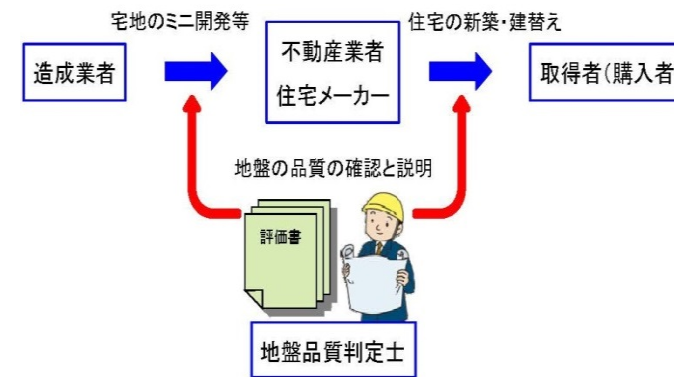 宅地のミニ開発等
住宅の新築・建替え
造成業者
不動産業者
住宅メーカー
取得者(購入者
地盤の品質の確認と説明
評価書
地盤品質判定士